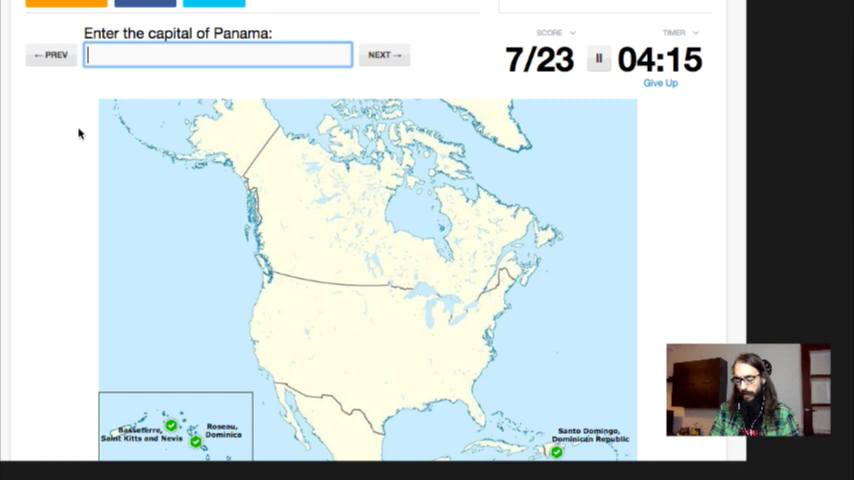 Enter the capital of Panama:
← PREV
NEXT →
SCORE
7/23
TIMER
04:15
Give Up
Basseterre,
Saint Kitts and Nevis
Roseau,
Dominica
Santo Domingo,
Dominican Republic